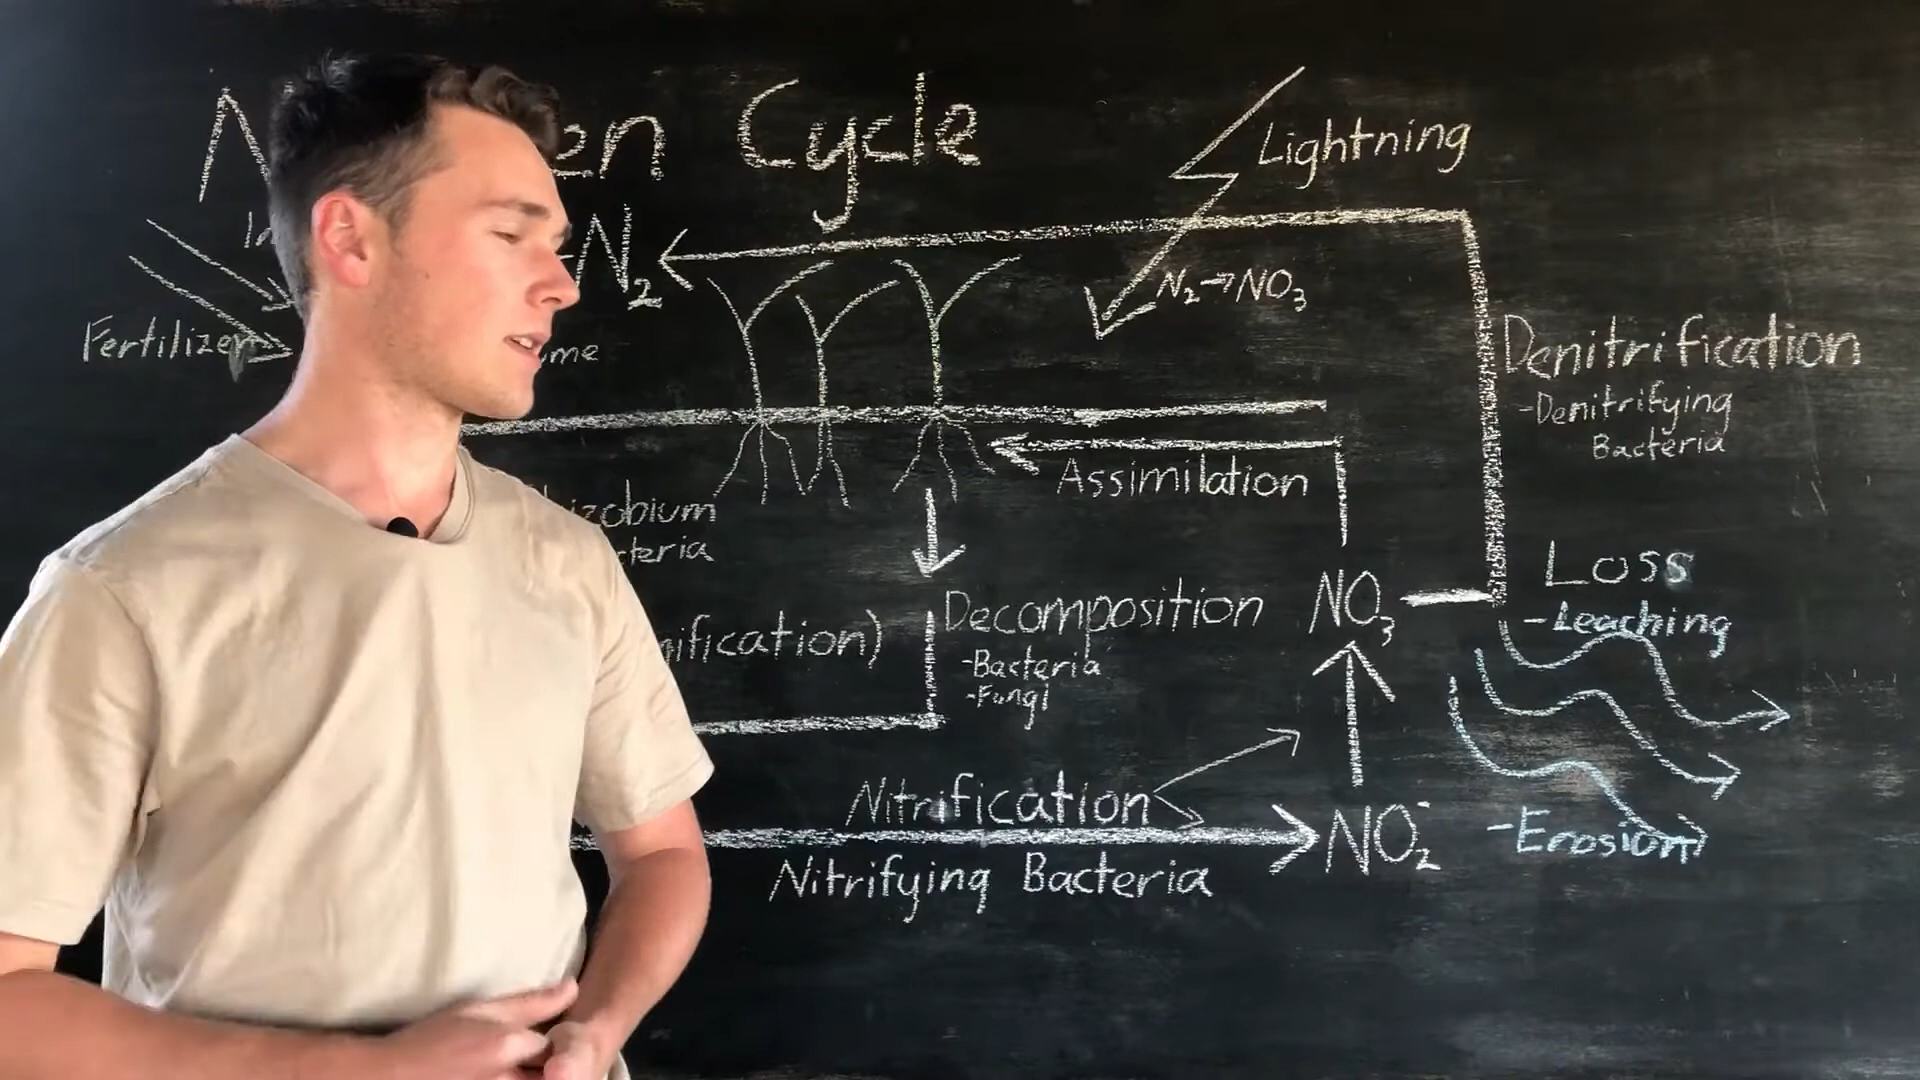 Cycle
Lightning
N₂
N₂→NO₃
Fertilizer
Denitrification
-Denitrifying
Bacteria
Assimilation
Loss
-Leaching
Decomposition
-Bacteria
-Fungi
NO₃
Nitrification
NO₂⁻
-Erosion
Nitrifying Bacteria